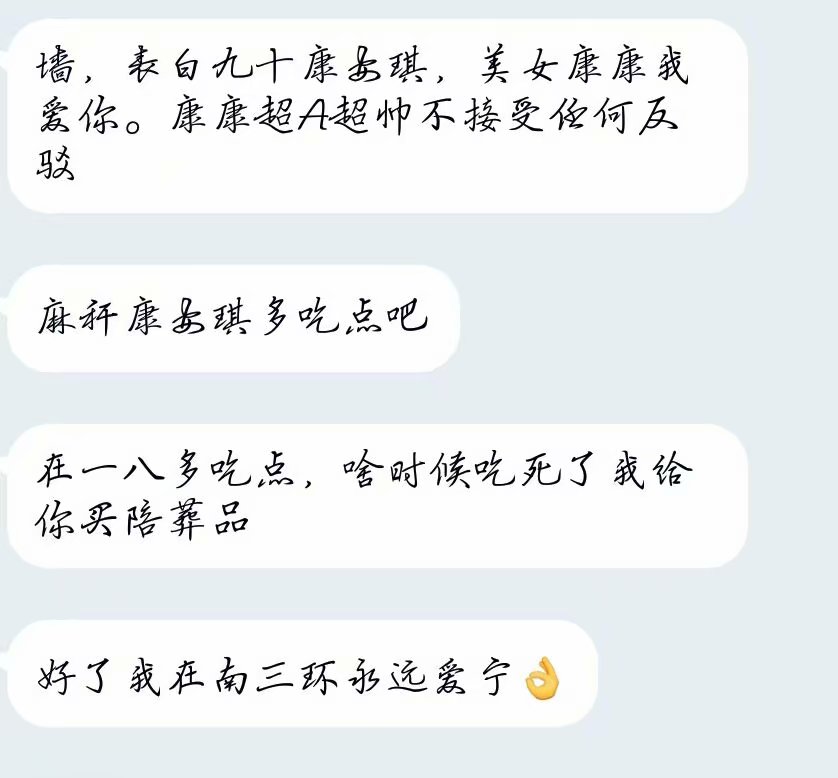 墙，表白九十康安琪，美女康康我
爱你。康康超A超帅不接受任何反
驳
麻秆康安琪多吃点吧
在一八多吃点，啥时候吃死了我给
你买陪葬品
好了我在南三环永远爱宁👌